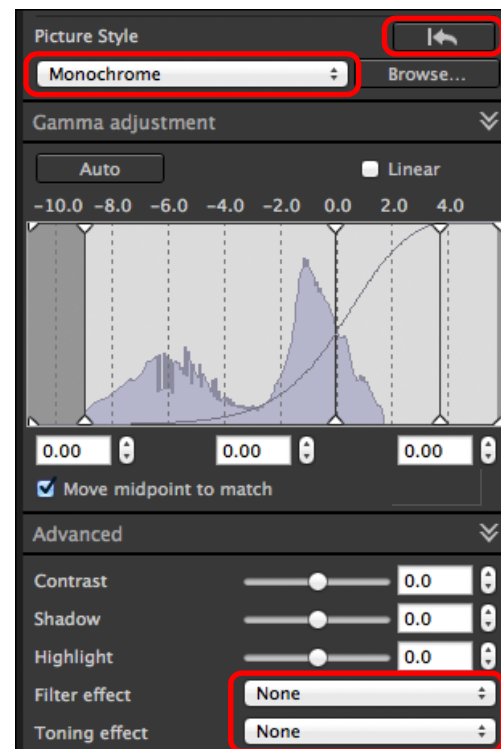 Picture Style
Monochrome Browse...
Gamma adjustment
Auto Linear
-10.0 -8.0 -6.0 -4.0 -2.0 0.0 2.0 4.0
0.00 0.00 0.00
Move midpoint to match
Advanced
Contrast 0.0
Shadow 0.0
Highlight 0.0
Filter effect None
Toning effect None